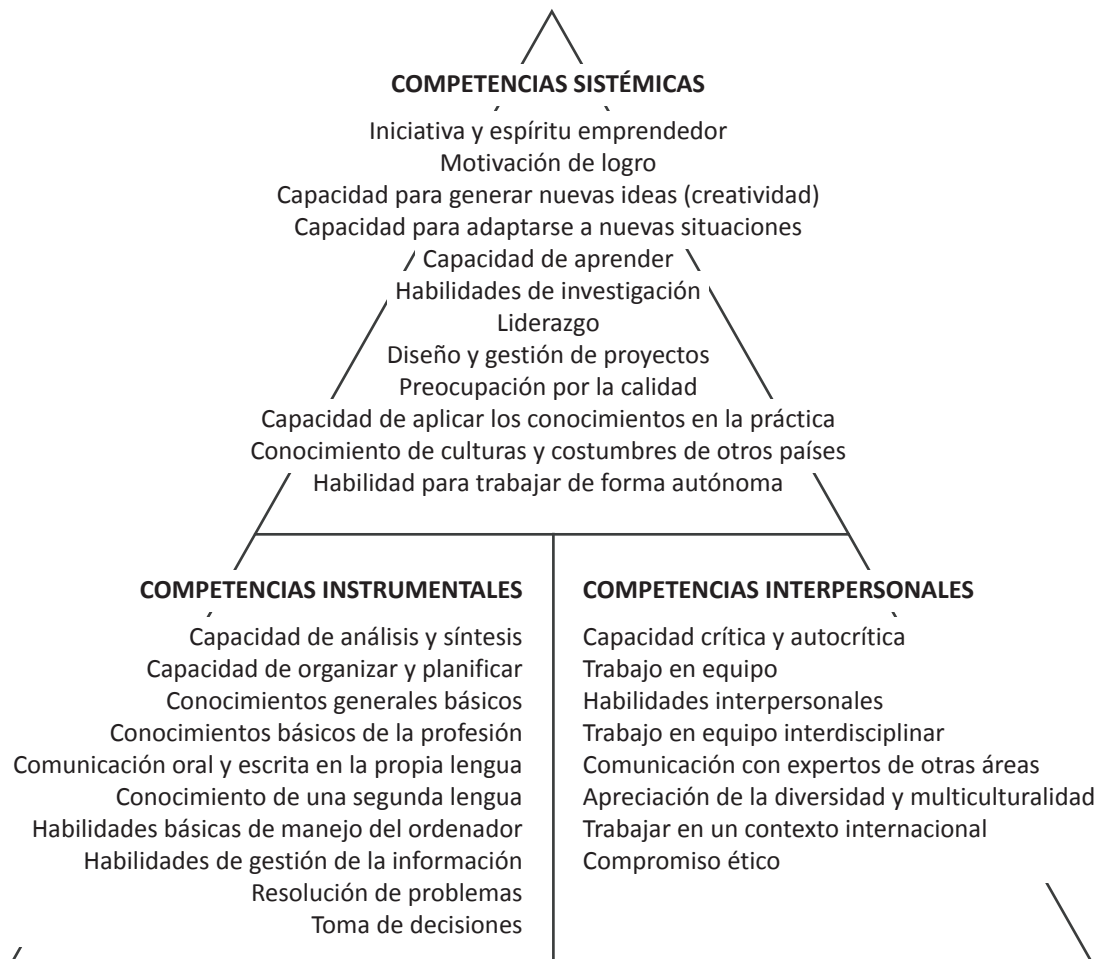 COMPETENCIAS SISTÉMICAS
Iniciativa y espíritu emprendedor
Motivación de logro
Capacidad para generar nuevas ideas (creatividad)
Capacidad para adaptarse a nuevas situaciones
Capacidad de aprender
Habilidades de investigación
Liderazgo
Diseño y gestión de proyectos
Preocupación por la calidad
Capacidad de aplicar los conocimientos en la práctica
Conocimiento de culturas y costumbres de otros países
Habilidad para trabajar de forma autónoma
COMPETENCIAS INSTRUMENTALES
Capacidad de análisis y síntesis
Capacidad de organizar y planificar
Conocimientos generales básicos
Conocimientos básicos de la profesión
Comunicación oral y escrita en la propia lengua
Conocimiento de una segunda lengua
Habilidades básicas de manejo del ordenador
Habilidades de gestión de la información
Resolución de problemas
Toma de decisiones
COMPETENCIAS INTERPERSONALES
Capacidad crítica y autocrítica
Trabajo en equipo
Habilidades interpersonales
Trabajo en equipo interdisciplinar
Comunicación con expertos de otras áreas
Apreciación de la diversidad y multiculturalidad
Trabajar en un contexto internacional
Compromiso ético